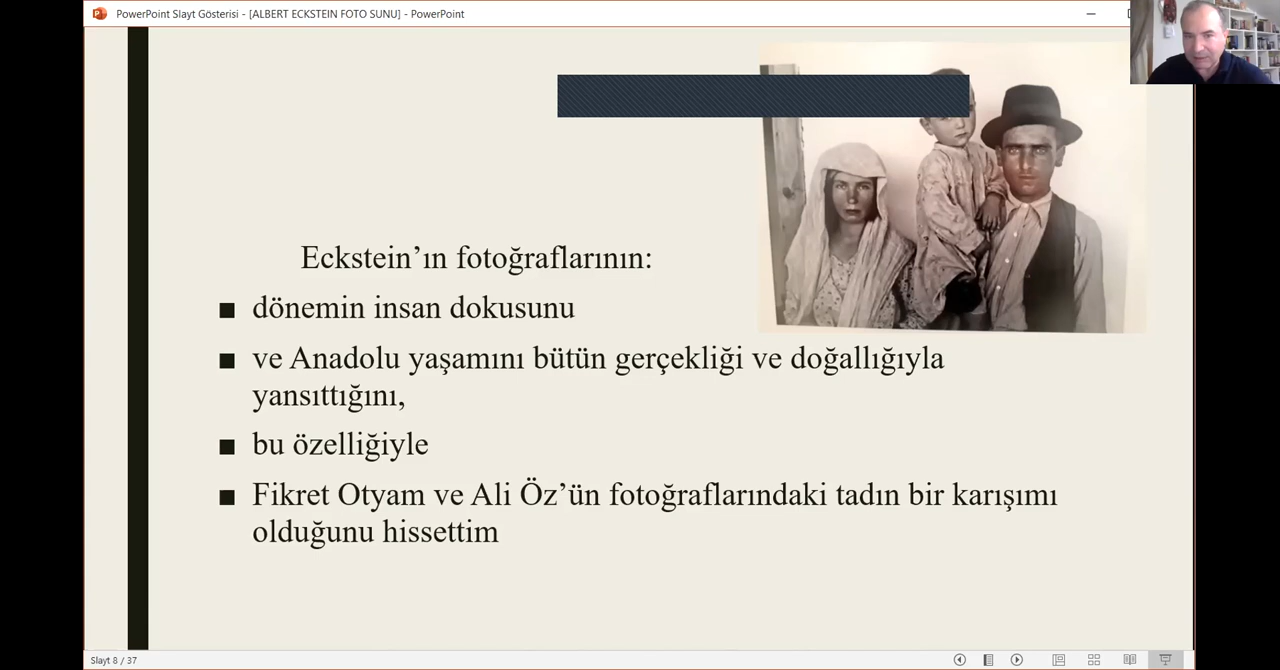 PowerPoint Slayt Gösterisi - [ALBERT ECKSTEIN FOTO SUNU] - PowerPoint
Eckstein’ın fotoğraflarının:
dönemin insan dokusunu
ve Anadolu yaşamını bütün gerçekliği ve doğallığıyla
yansıttığını,
bu özelliğiyle
Fikret Otyam ve Ali Öz’ün fotoğraflarındaki tadın bir karışımı
olduğunu hissettim
Slayt 8 / 37